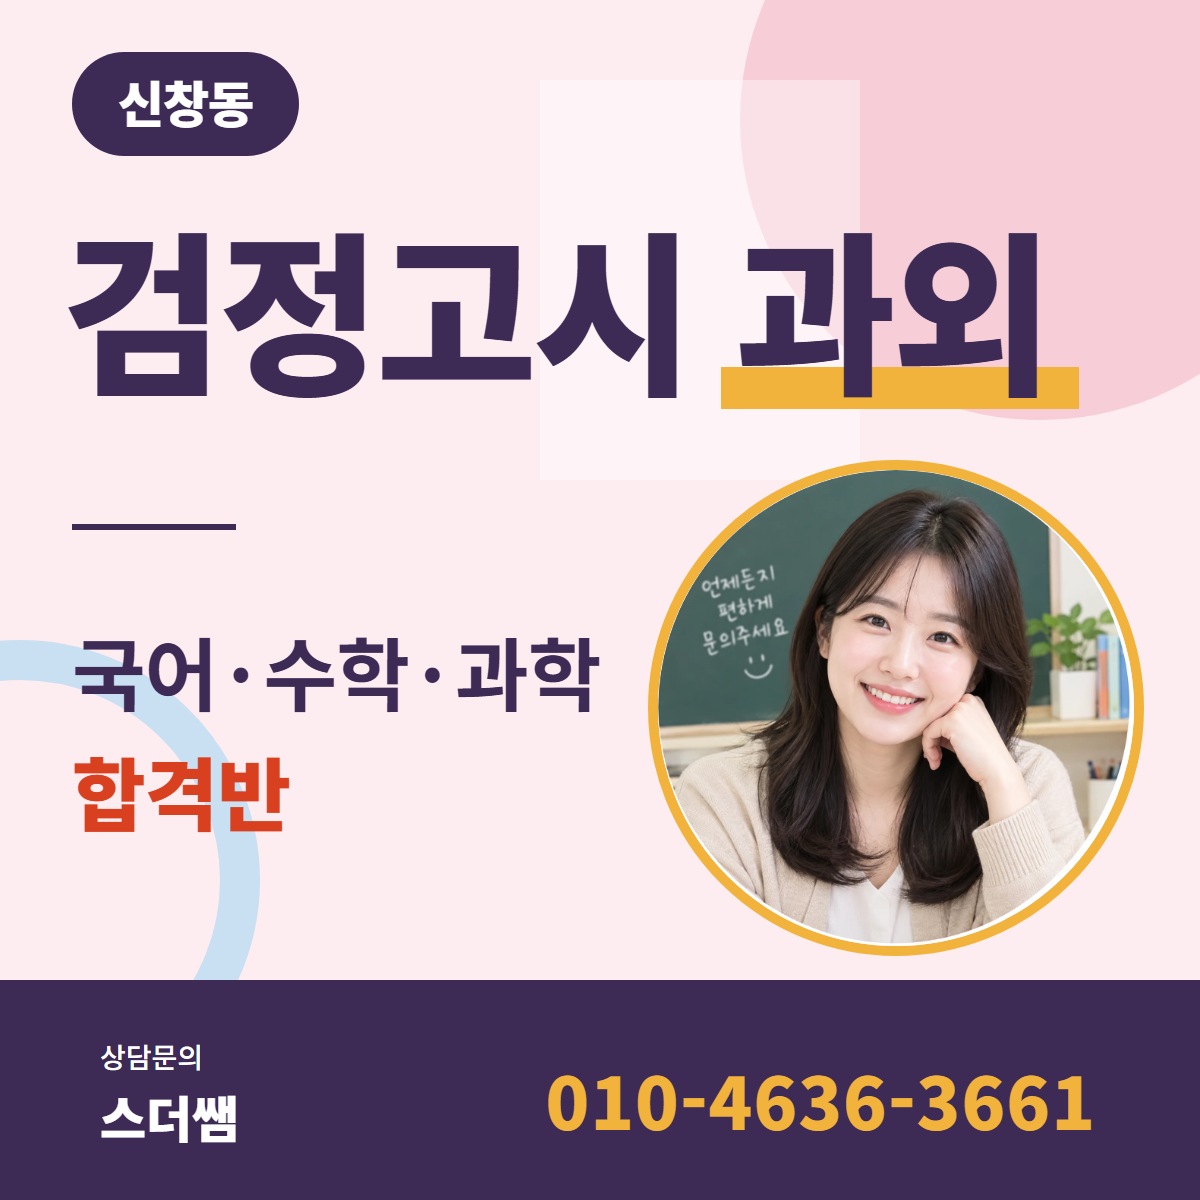 신창동
검정고시 과외
언제든지
편하게
문의주세요
국어·수학·과학
합격반
상담문의
스더쌤
010-4636-3661